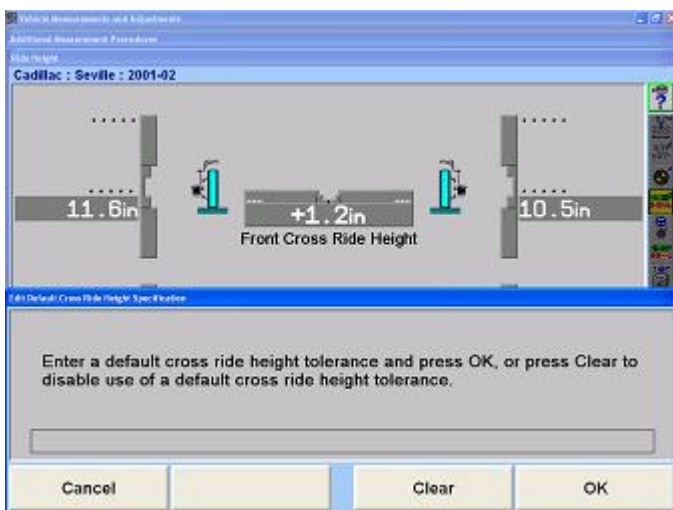 Vehicle Measurements and Adjustments
Additional Measurement Procedures
Ride Height
Cadillac : Seville : 2001-02
11.6in
+1.2in
10.5in
Front Cross Ride Height
Edit Default Cross Ride Height Specification
Enter a default cross ride height tolerance and press OK, or press Clear to
disable use of a default cross ride height tolerance.
Cancel
Clear
OK